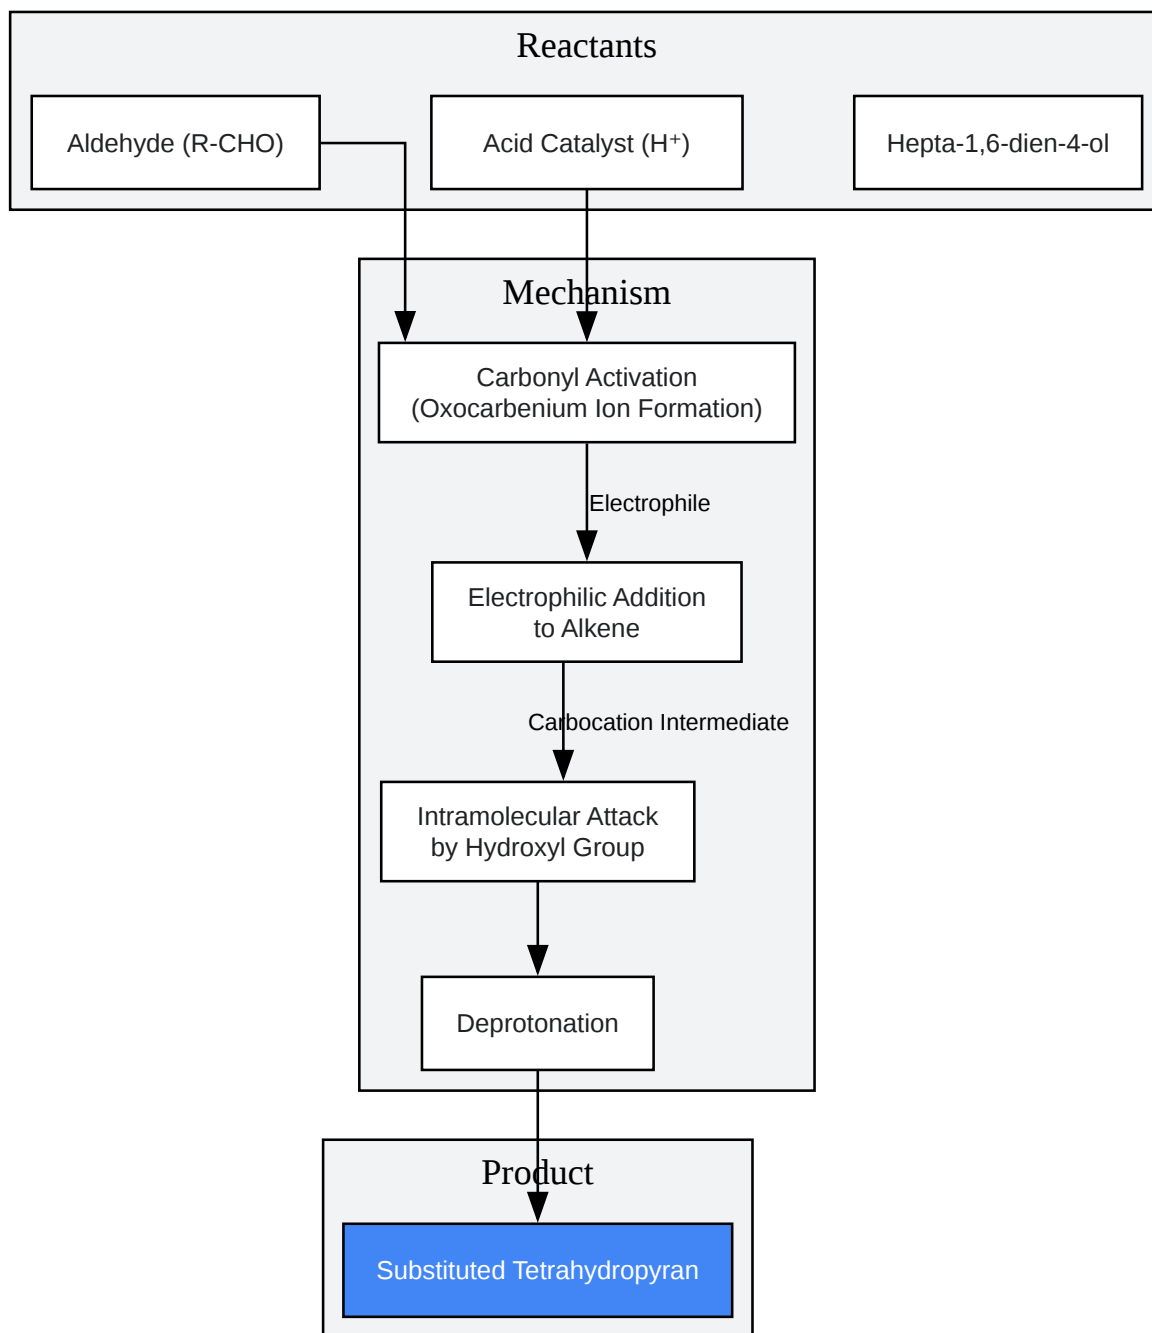 Reactants
Aldehyde (R-CHO)
Acid Catalyst (H⁺)
Hepta-1,6-dien-4-ol
Mechanism
Carbonyl Activation
(Oxocarbenium Ion Formation)
Electrophile
Electrophilic Addition
to Alkene
Carbocation Intermediate
Intramolecular Attack
by Hydroxyl Group
Deprotonation
Product
Substituted Tetrahydropyran